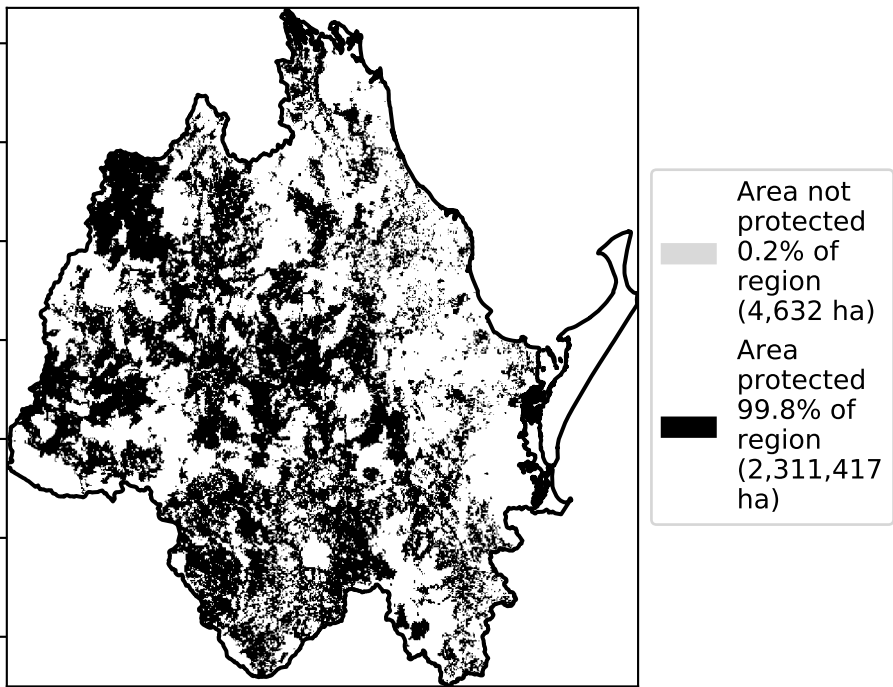 Area not
protected
0.2% of
region
(4,632 ha)
Area
protected
99.8% of
region
(2,311,417
ha)